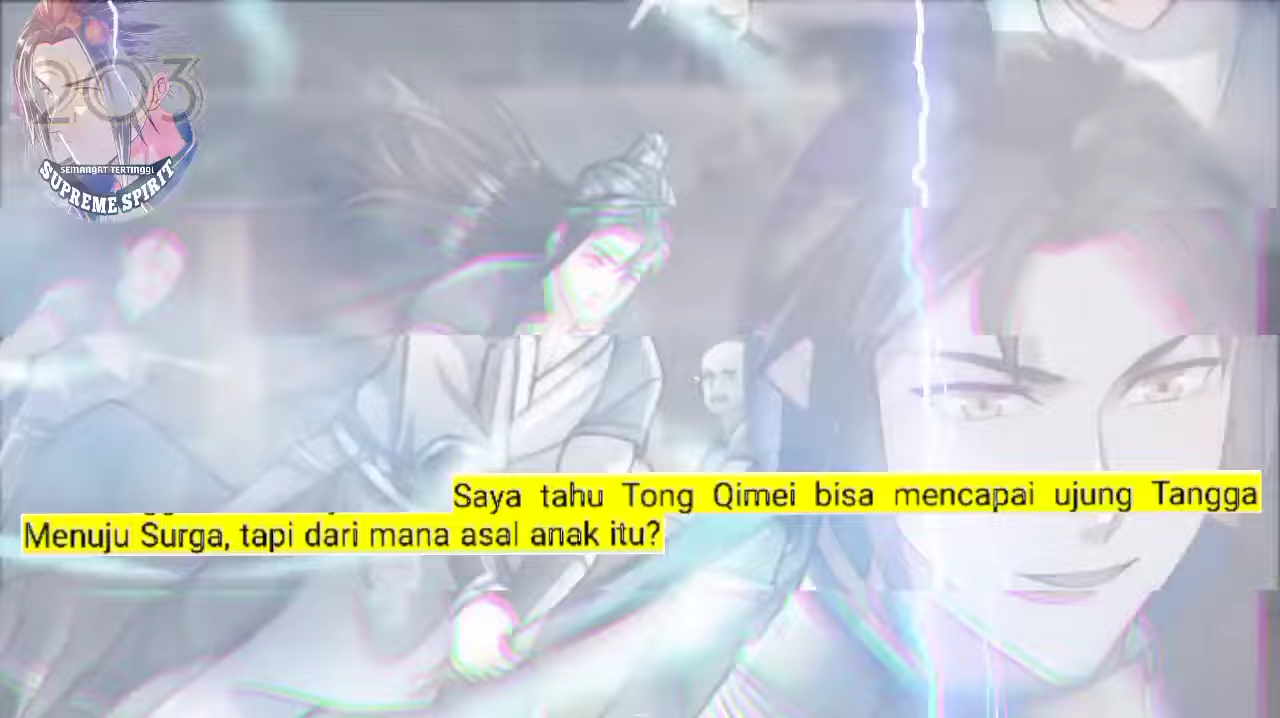 203
SEMANGAT TERTINGGI
SUPREME SPIRIT
Saya tahu Tong Qimei bisa mencapai ujung Tangga
Menuju Surga, tapi dari mana asal anak itu?